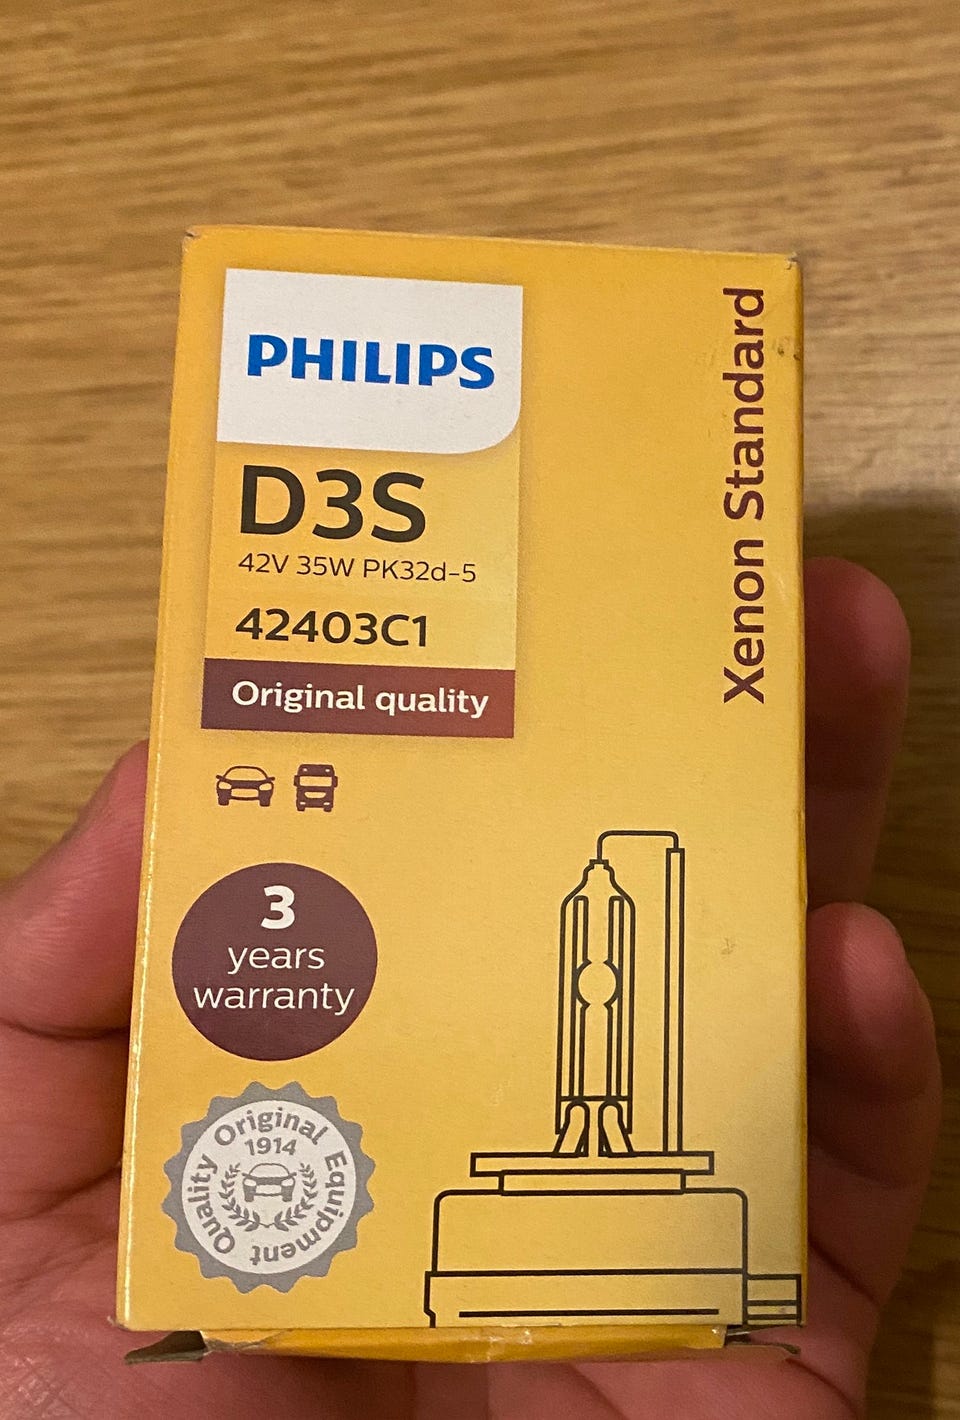 PHILIPS
D3S
42V 35W PK32d-5
42403C1
Original quality
Xenon Standard
3
years
warranty
Original Equipment Quality
1914